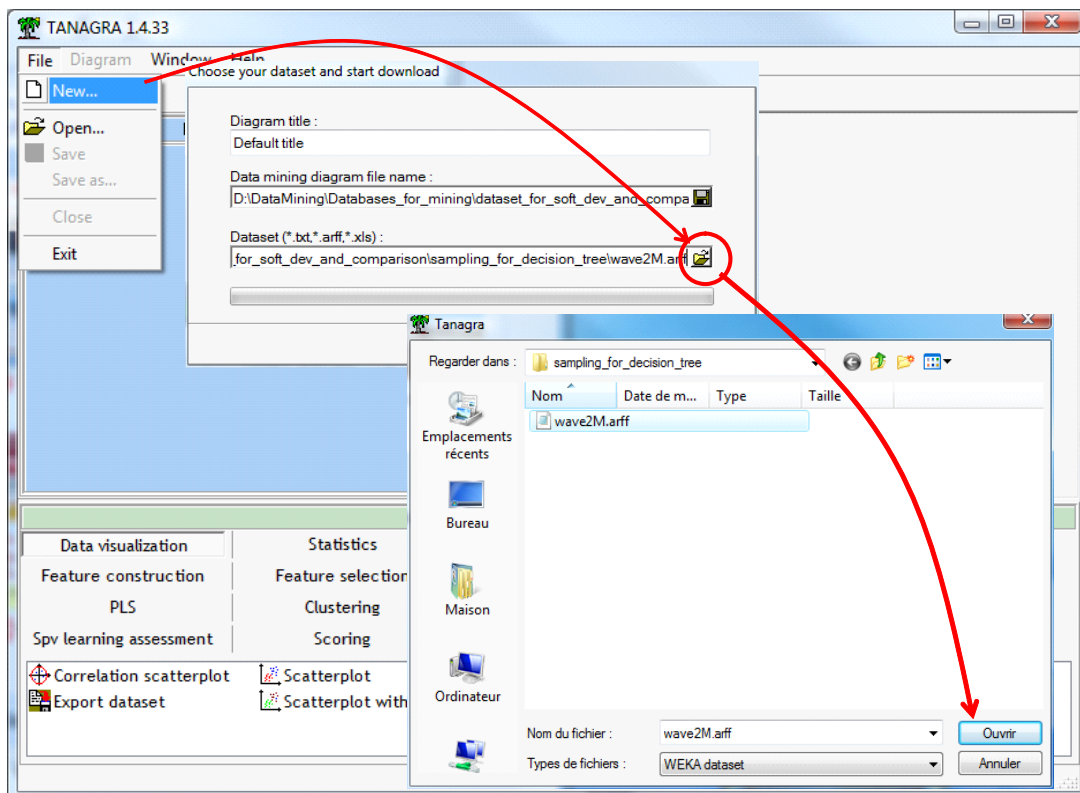 TANAGRA 1.4.33
File Diagram Window Help
New...
Open...
Save
Save as...
Close
Exit
Choose your dataset and start download
Diagram title :
Default title
Data mining diagram file name :
D:\DataMining\Databases_for_mining\dataset_for_soft_dev_and_compa
Dataset (*.txt,*.arff,*.xls) :
_for_soft_dev_and_comparison\sampling_for_decision_tree\wave2M.arff
Tanagra
Regarder dans : sampling_for_decision_tree
Nom Date de m... Type Taille
wave2M.arff
Emplacements
récents
Bureau
Maison
Ordinateur
Nom du fichier : wave2M.arff Ouvrir
Types de fichiers : WEKA dataset Annuler
Data visualization Statistics
Feature construction Feature selection
PLS Clustering
Spv learning assessment Scoring
Correlation scatterplot Scatterplot
Export dataset Scatterplot with